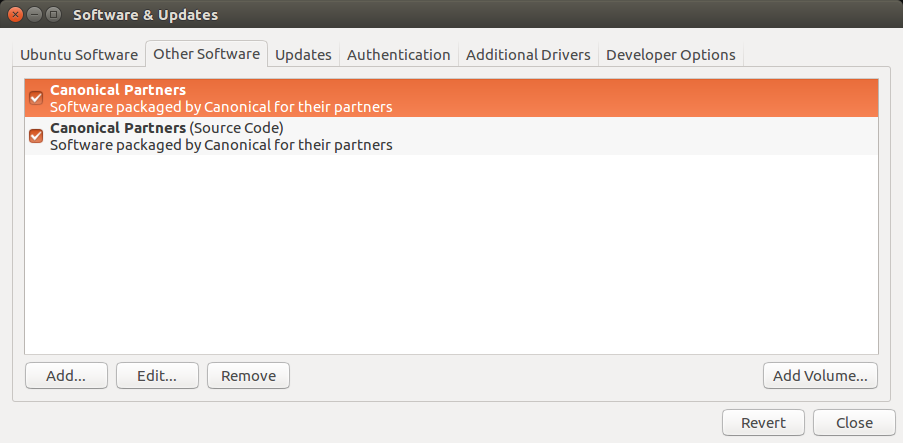 Software & Updates
Ubuntu Software
Other Software
Updates
Authentication
Additional Drivers
Developer Options
Canonical Partners
Software packaged by Canonical for their partners
Canonical Partners (Source Code)
Software packaged by Canonical for their partners
Add...
Edit...
Remove
Add Volume...
Revert
Close